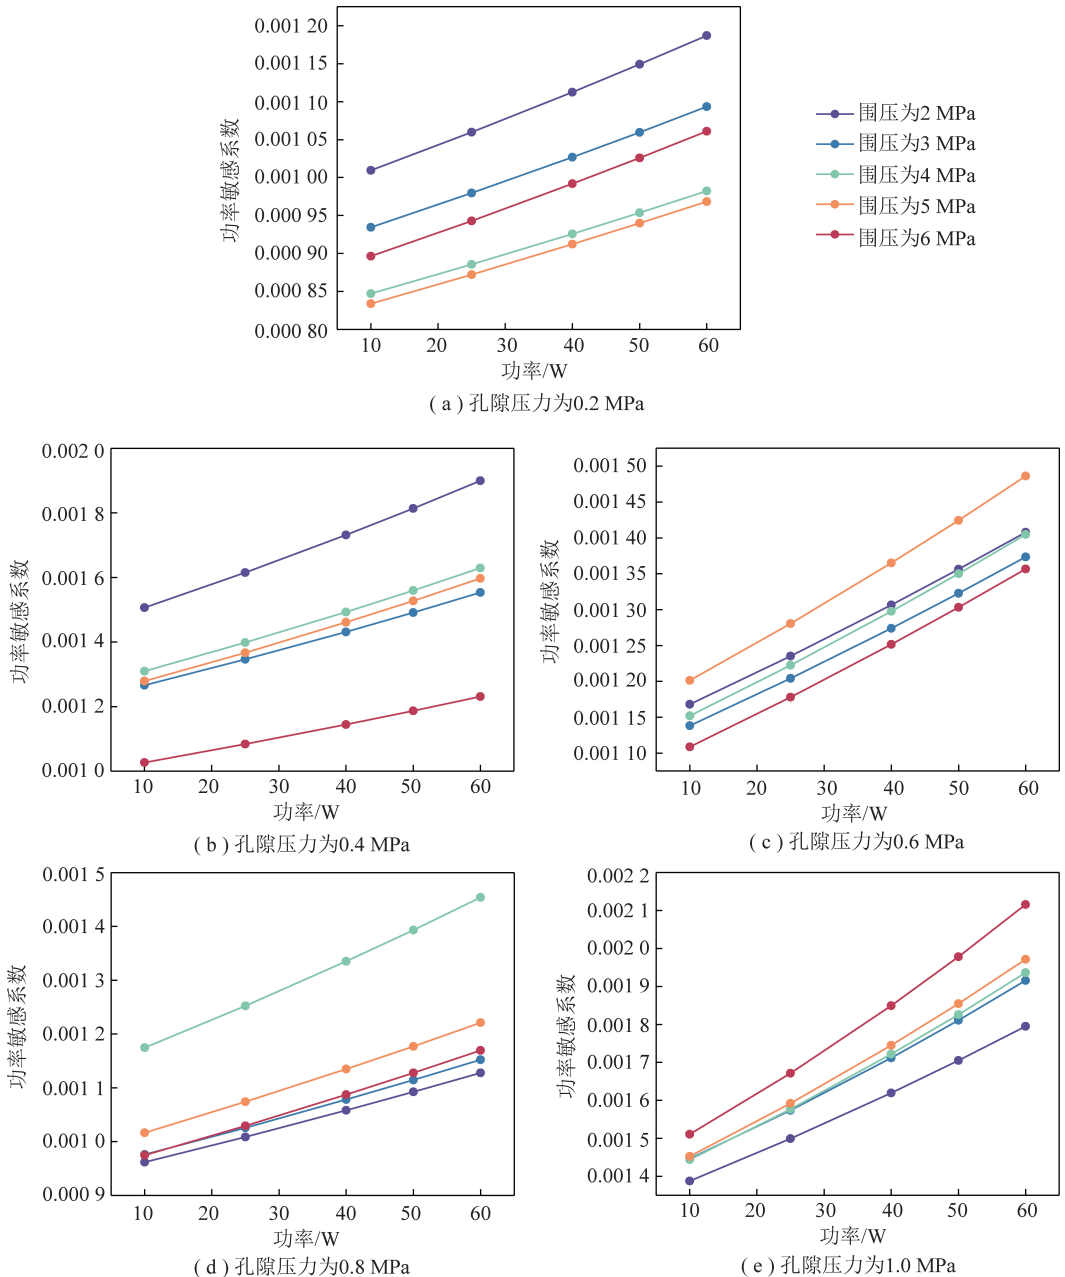 0.001 20
0.001 15
0.001 10
0.001 05
0.001 00
0.000 95
0.000 90
0.000 85
0.000 80
功率敏感系数
10 20 30 40 50 60
功率/W
( a ) 孔隙压力为0.2 MPa
围压为2 MPa
围压为3 MPa
围压为4 MPa
围压为5 MPa
围压为6 MPa
0.002 0
0.001 8
0.001 6
0.001 4
0.001 2
0.001 0
功率敏感系数
10 20 30 40 50 60
功率/W
( b ) 孔隙压力为0.4 MPa
0.001 50
0.001 45
0.001 40
0.001 35
0.001 30
0.001 25
0.001 20
0.001 15
0.001 10
功率敏感系数
10 20 30 40 50 60
功率/W
( c ) 孔隙压力为0.6 MPa
0.001 5
0.001 4
0.001 3
0.001 2
0.001 1
0.001 0
0.000 9
功率敏感系数
10 20 30 40 50 60
功率/W
( d ) 孔隙压力为0.8 MPa
0.002 2
0.002 1
0.002 0
0.001 9
0.001 8
0.001 7
0.001 6
0.001 5
0.001 4
功率敏感系数
10 20 30 40 50 60
功率/W
( e ) 孔隙压力为1.0 MPa